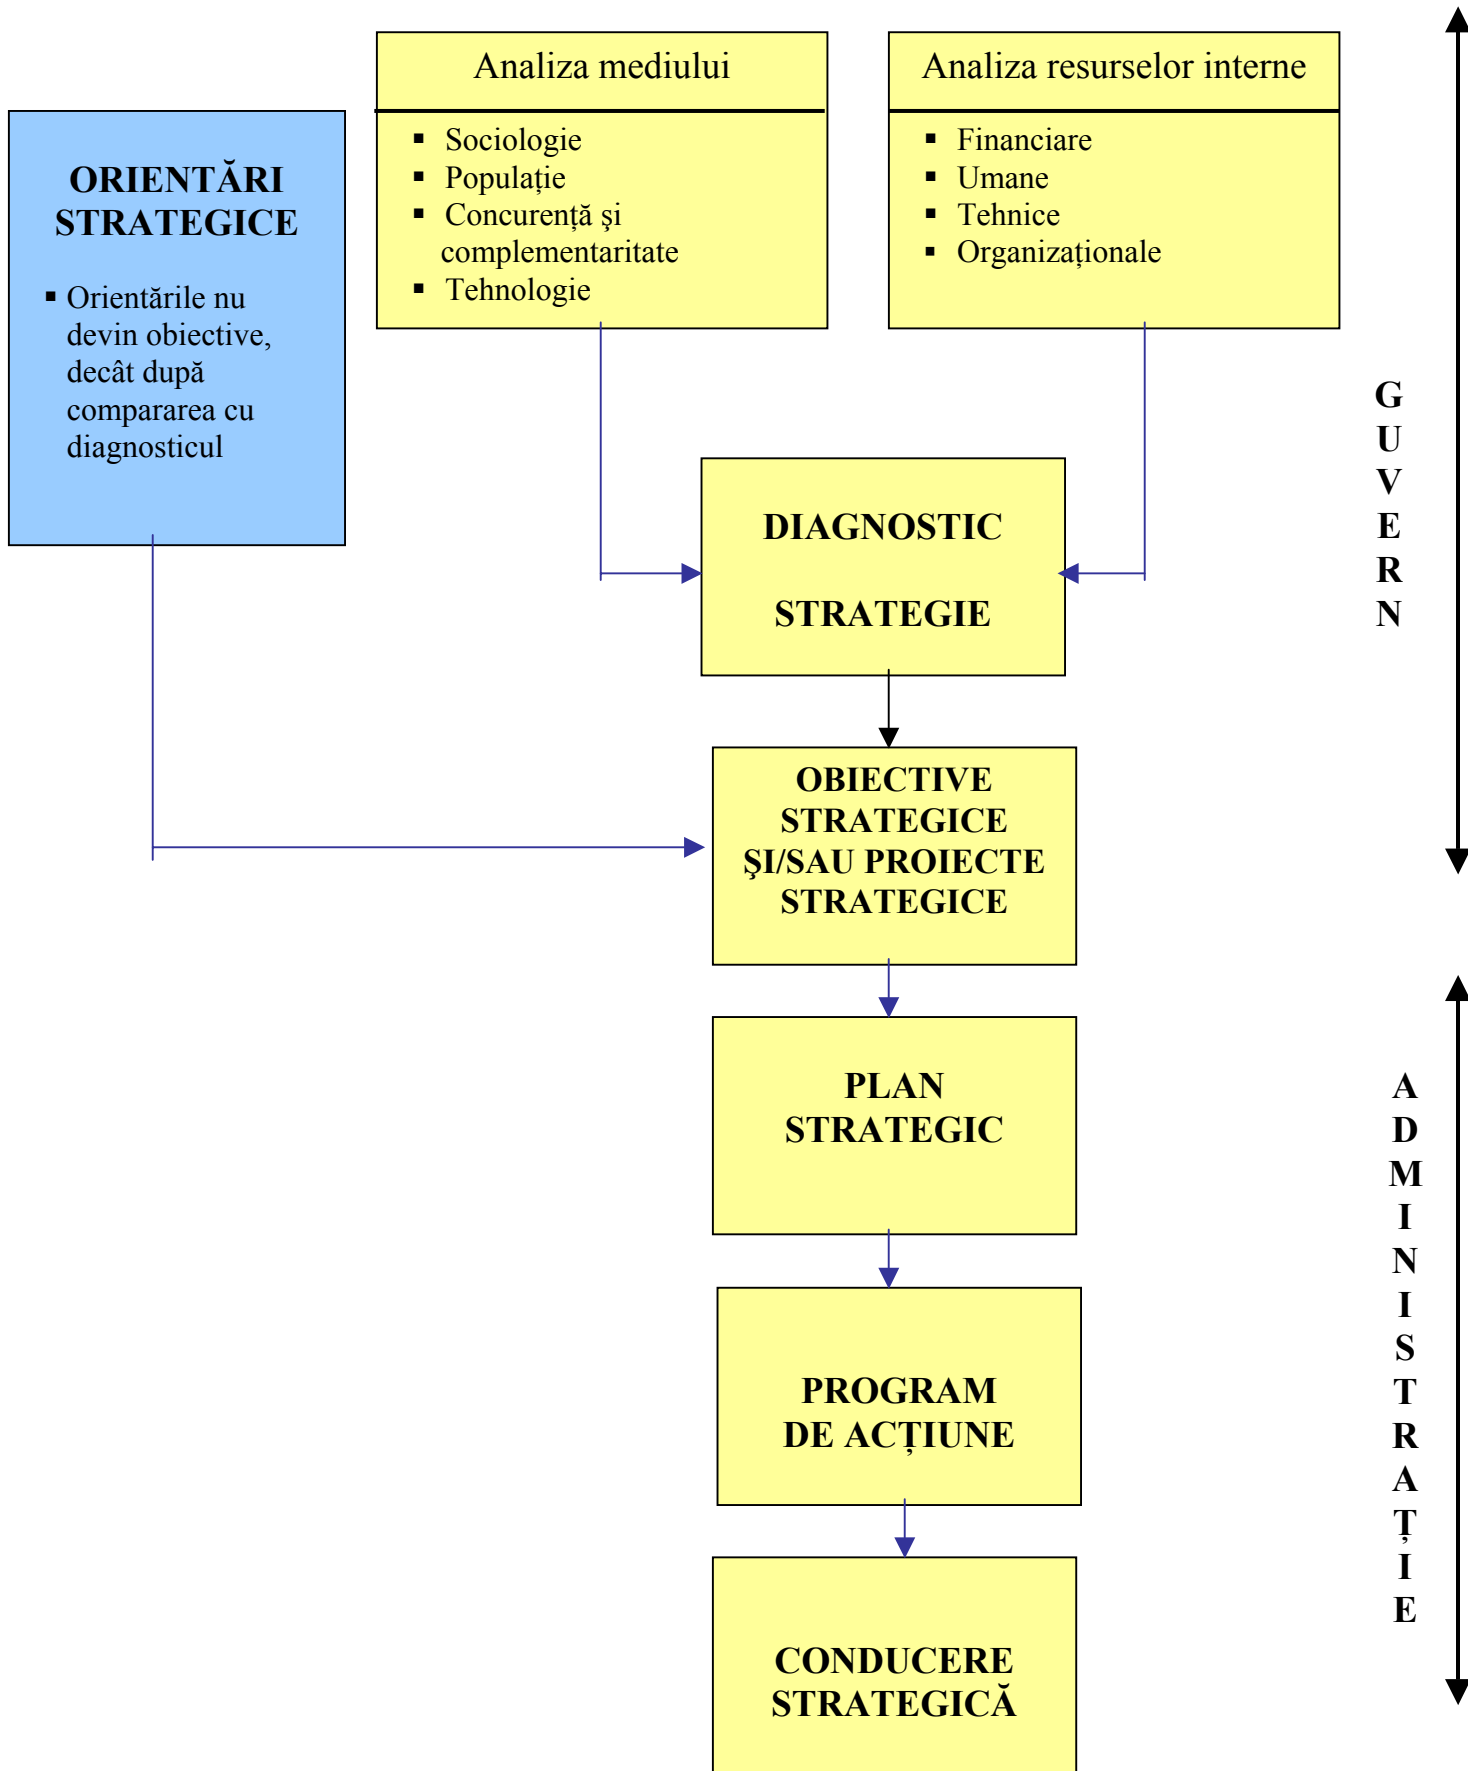 Analiza mediului
▪ Sociologie
▪ Populație
▪ Concurență şi
complementaritate
▪ Tehnologie
Analiza resurselor interne
▪ Financiare
▪ Umane
▪ Tehnice
▪ Organizaționale
ORIENTĂRI
STRATEGICE
▪ Orientările nu
devin obiective,
decât după
compararea cu
diagnosticul
DIAGNOSTIC
STRATEGIE
OBIECTIVE
STRATEGICE
ŞI/SAU PROIECTE
STRATEGICE
PLAN
STRATEGIC
PROGRAM
DE ACȚIUNE
CONDUCERE
STRATEGICĂ
G
U
V
E
R
N
A
D
M
I
N
I
S
T
R
A
Ț
I
E